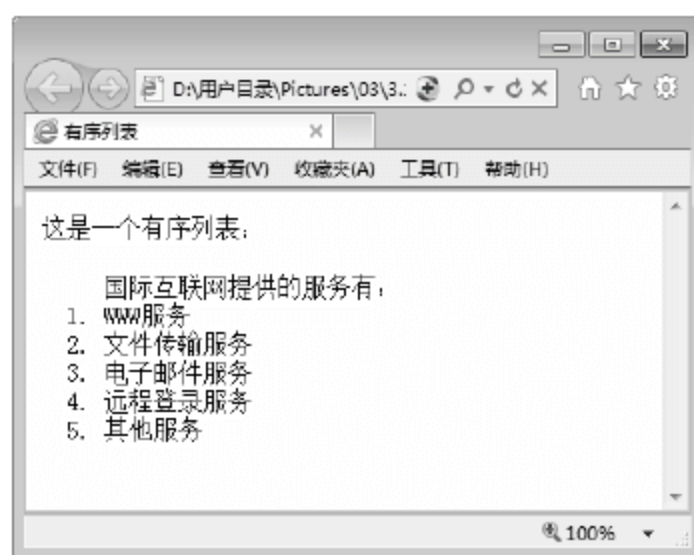 D:\用户目录\Pictures\03\3.:
有序列表
文件(F) 编辑(E) 查看(V) 收藏夹(A) 工具(T) 帮助(H)
这是一个有序列表：
国际互联网提供的服务有：
1. WWW服务
2. 文件传输服务
3. 电子邮件服务
4. 远程登录服务
5. 其他服务
100%